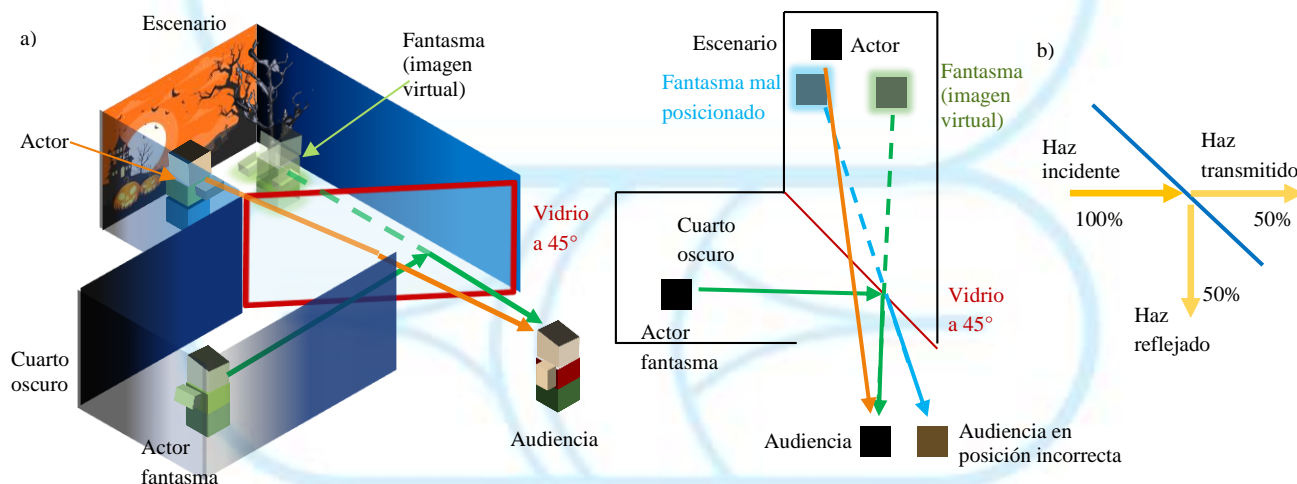 a)
Escenario
Fantasma
(imagen
virtual)
Actor
Vidrio
a 45°
Cuarto
oscuro
Actor
fantasma
Audiencia
Escenario
Actor
Fantasma mal
posicionado
Fantasma
(imagen
virtual)
Cuarto
oscuro
Actor
fantasma
Vidrio
a 45°
Audiencia
Audiencia en
posición incorrecta
b)
Haz
incidente
100%
Haz
transmitido
50%
50%
Haz
reflejado